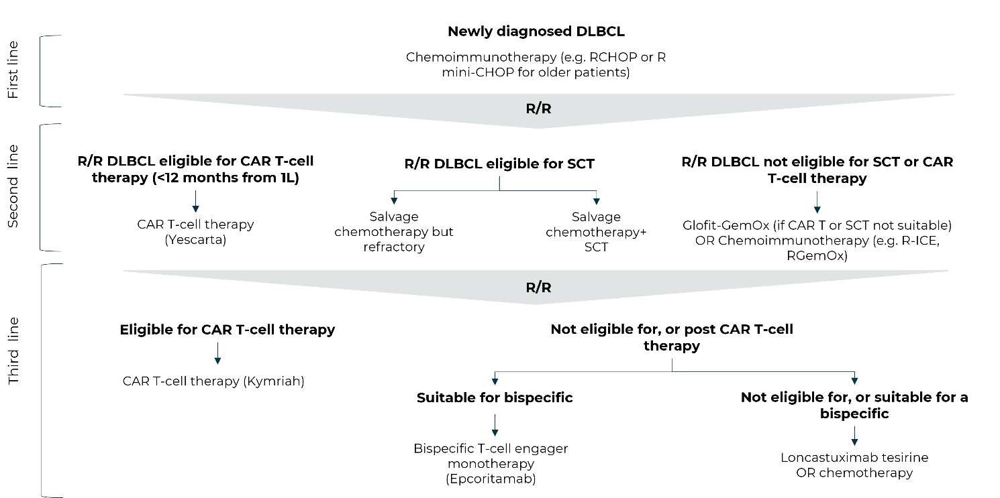 First line
Newly diagnosed DLBCL
Chemoimmunotherapy (e.g. RCHOP or R
mini-CHOP for older patients)
R/R
Second line
R/R DLBCL eligible for CAR T-cell
therapy (<12 months from 1L)
CAR T-cell therapy
(Yescarta)
R/R DLBCL eligible for SCT
Salvage
chemotherapy but
refractory
Salvage
chemotherapy+
SCT
R/R DLBCL not eligible for SCT or CAR
T-cell therapy
Glofit-GemOx (if CAR T or SCT not suitable)
OR Chemoimmunotherapy (e.g. R-ICE,
RGemOx)
R/R
Third line
Eligible for CAR T-cell therapy
CAR T-cell therapy (Kymriah)
Not eligible for, or post CAR T-cell
therapy
Suitable for bispecific
Bispecific T-cell engager
monotherapy
(Epcoritamab)
Not eligible for, or suitable for a
bispecific
Loncastuximab tesirine
OR chemotherapy